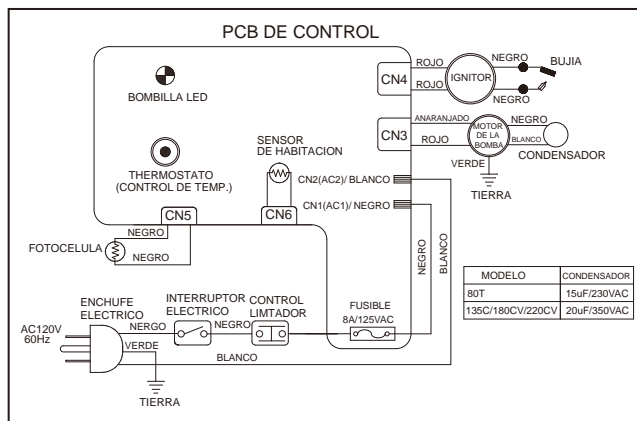 PCB DE CONTROL
BOMBILLA LED
THERMOSTATO
(CONTROL DE TEMP.)
SENSOR
DE HABITACION
CN4
ROJO
ROJO
IGNITOR
NEGRO
NEGRO
BUJIA
CN3
ANARANJADO
ROJO
MOTOR
DE LA
BOMBA
NEGRO
BLANCO
CONDENSADOR
VERDE
TIERRA
CN2(AC2)/ BLANCO
CN1(AC1)/ NEGRO
CN5
CN6
NEGRO
NEGRO
FOTOCELULA
NEGRO
BLANCO
MODELO
CONDENSADOR
80T
15uF/230VAC
135C/180CV/220CV
20uF/350VAC
ENCHUFE
ELECTRICO
AC120V
60Hz
NERGO
INTERRUPTOR
ELECTRICO
NEGRO
CONTROL
LIMTADOR
FUSIBLE
8A/125VAC
VERDE
BLANCO
TIERRA